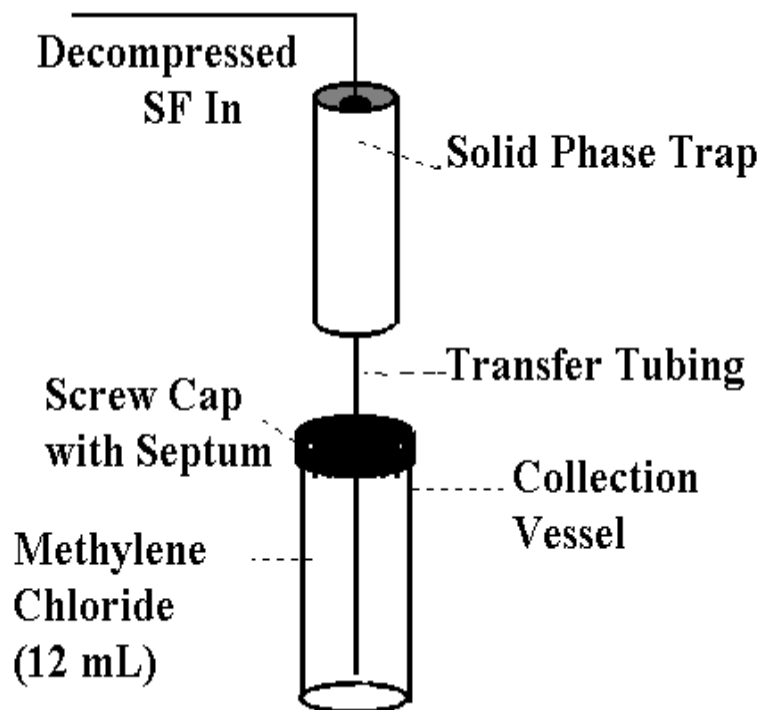 Decompressed
SF In
Solid Phase Trap
Transfer Tubing
Screw Cap
with Septum
Collection
Vessel
Methylene
Chloride
(12 mL)